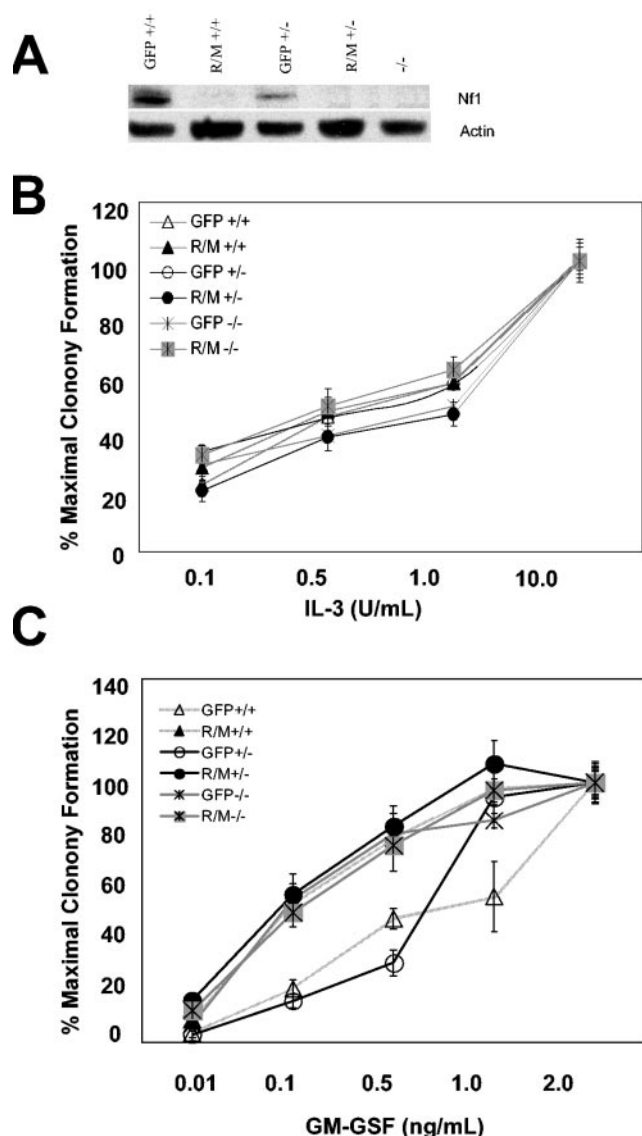 A
GFP +/+
R/M +/+
GFP +/-
R/M +/-
-/-
Nf1
Actin
B
% Maximal Clonony Formation
120
100
80
60
40
20
0
GFP +/+
R/M +/+
GFP +/-
R/M +/-
GFP -/-
R/M -/-
0.1 0.5 1.0 10.0
IL-3 (U/mL)
C
% Maximal Clonony Formation
140
120
100
80
60
40
20
0
GFP+/+
R/M+/+
GFP+/-
R/M+/-
GFP-/-
R/M-/-
0.01 0.1 0.5 1.0 2.0
GM-GSF (ng/mL)